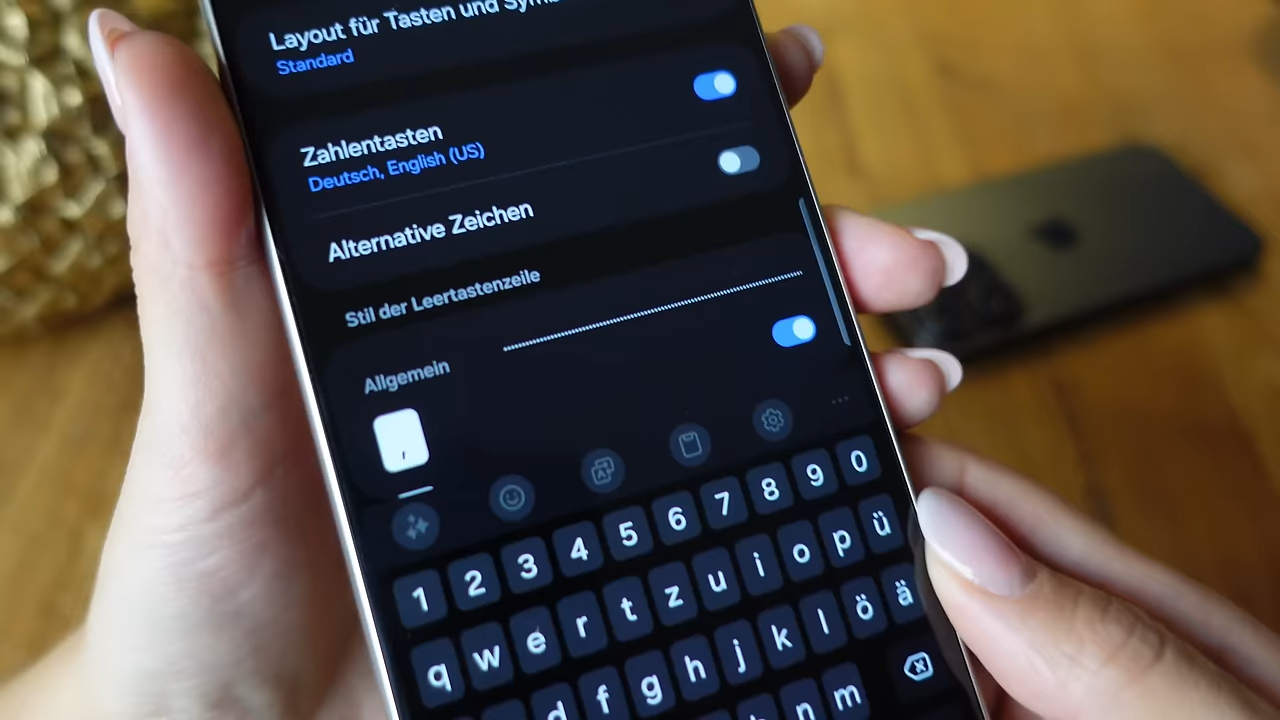 Layout für Tasten und
Standard
Zahlentasten
Deutsch, English (US)
Alternative Zeichen
Stil der Leertastenzeile
Allgemein
,
1 2 3 4 5 6 7 8 9 0
q w e r t z u i o p ü
d f g h j k l ö ä
n m